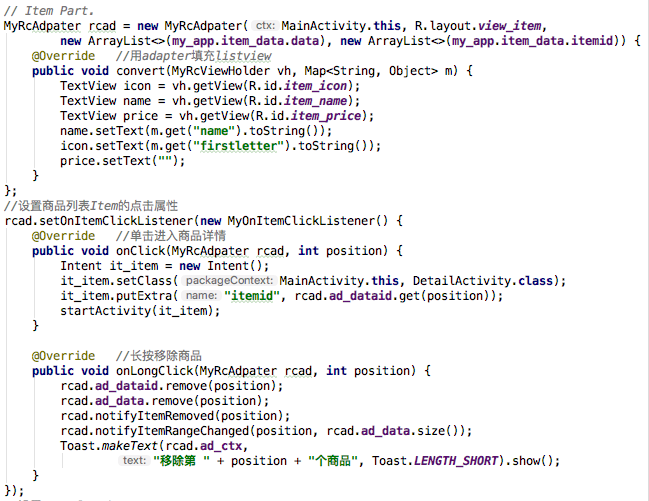 // Item Part.
MyRcAdpater rcad = new MyRcAdpater( ctx: MainActivity.this, R.layout.view_item,
        new ArrayList<>(my_app.item_data.data), new ArrayList<>(my_app.item_data.itemid)) {
    @Override   //用adapter填充listview
    public void convert(MyRcViewHolder vh, Map<String, Object> m) {
        TextView icon = vh.getView(R.id.item_icon);
        TextView name = vh.getView(R.id.item_name);
        TextView price = vh.getView(R.id.item_price);
        name.setText(m.get("name").toString());
        icon.setText(m.get("firstletter").toString());
        price.setText("");
    }
};
//设置商品列表Item的点击属性
rcad.setOnItemClickListener(new MyOnItemClickListener() {
    @Override   //单击进入商品详情
    public void onClick(MyRcAdpater rcad, int position) {
        Intent it_item = new Intent();
        it_item.setClass( packageContext: MainActivity.this, DetailActivity.class);
        it_item.putExtra( name: "itemid", rcad.ad_dataid.get(position));
        startActivity(it_item);
    }

    @Override   //长按移除商品
    public void onLongClick(MyRcAdpater rcad, int position) {
        rcad.ad_dataid.remove(position);
        rcad.ad_data.remove(position);
        rcad.notifyItemRemoved(position);
        rcad.notifyItemRangeChanged(position, rcad.ad_data.size());
        Toast.makeText(rcad.ad_ctx,
                text: "移除第 " + position + "个商品", Toast.LENGTH_SHORT).show();
    }
});